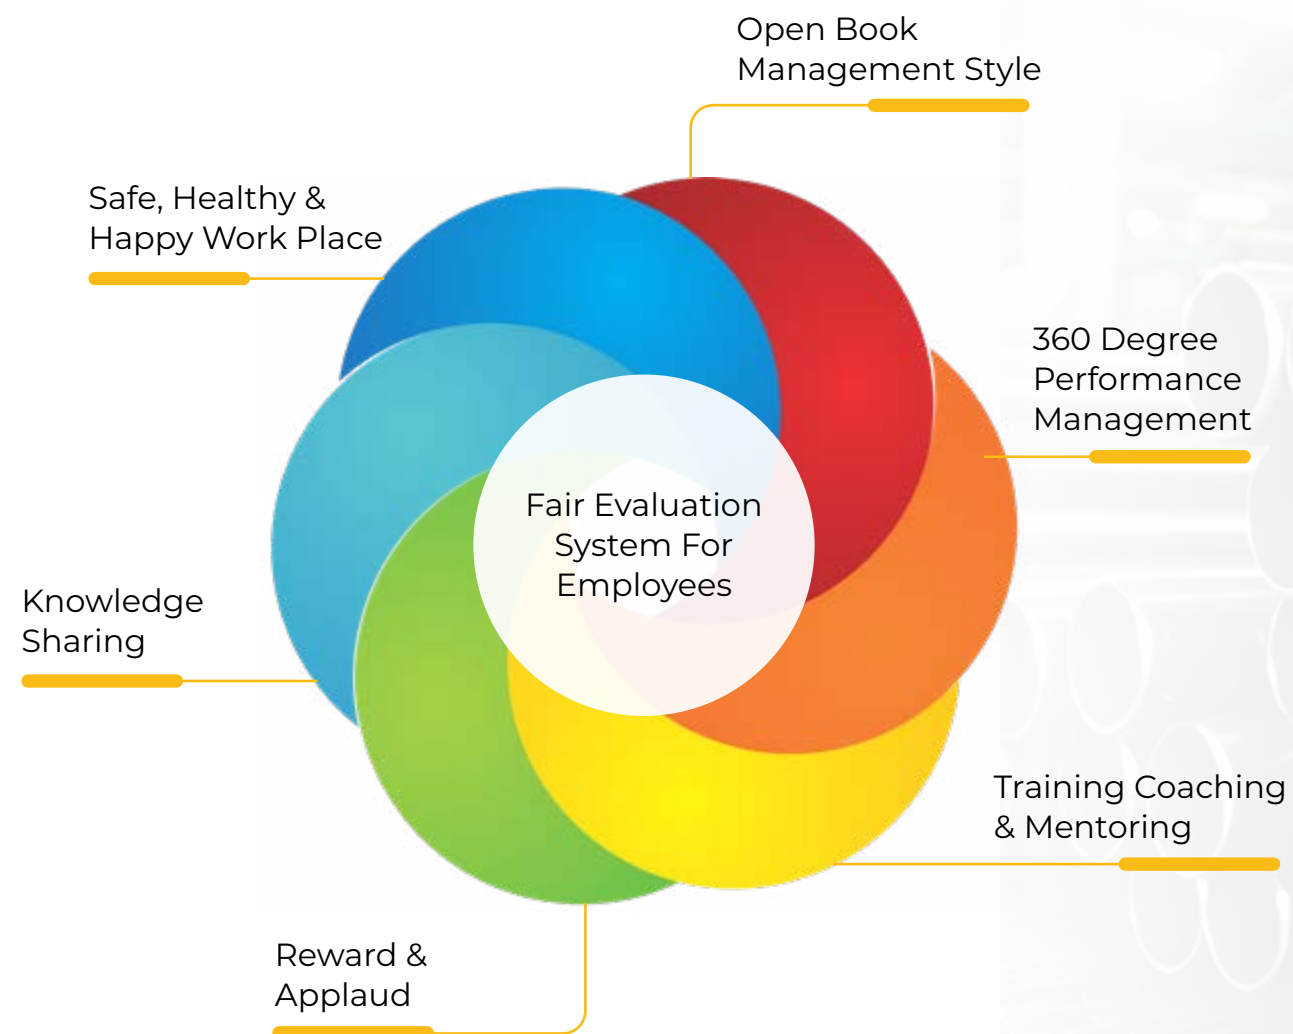 Open Book
Management Style
Safe, Healthy &
Happy Work Place
360 Degree
Performance
Management
Fair Evaluation
System For
Employees
Knowledge
Sharing
Training Coaching
& Mentoring
Reward &
Applaud